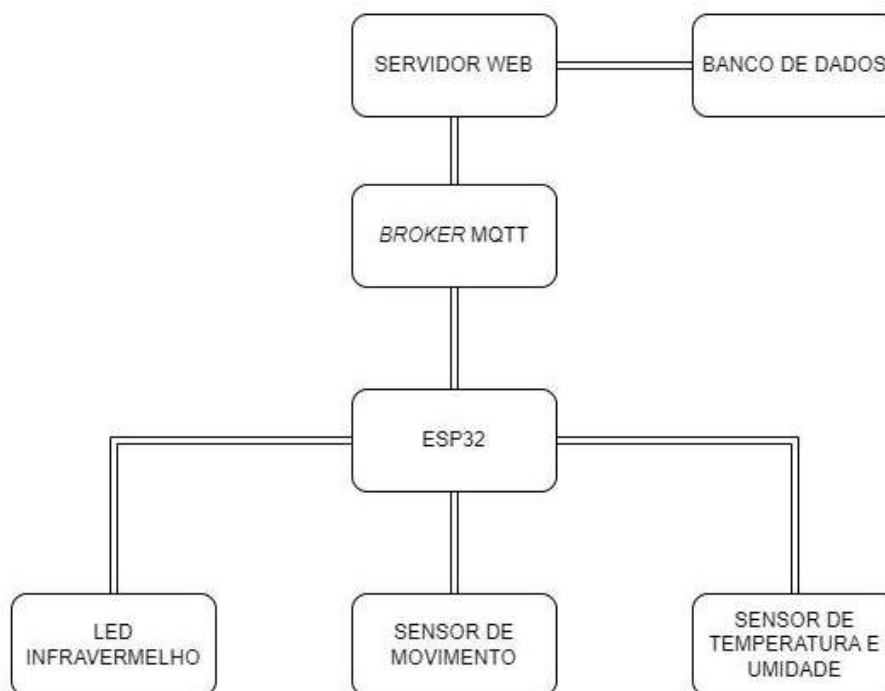 SERVIDOR WEB
BANCO DE DADOS
BROKER MQTT
ESP32
LED
INFRAVERMELHO
SENSOR DE
MOVIMENTO
SENSOR DE
TEMPERATURA E
UMIDADE